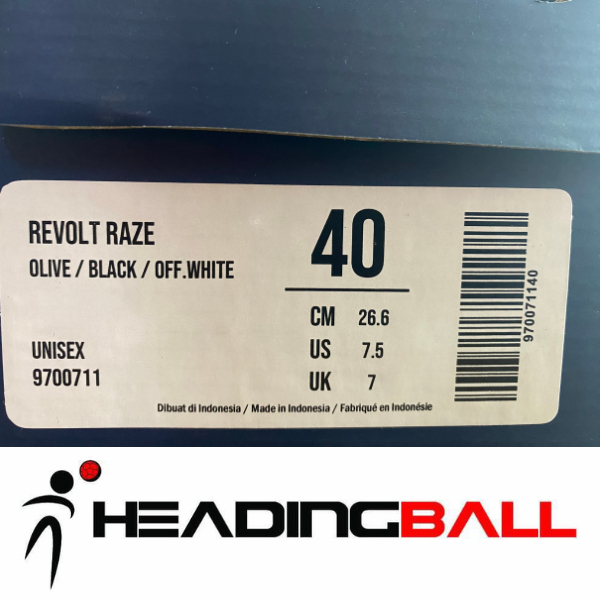 REVOLT RAZE
OLIVE / BLACK / OFF.WHITE
UNISEX
9700711
40
CM 26.6
US 7.5
UK 7
970071140
Dibuat di Indonesia / Made in Indonesia / Fabriqué en Indonésie
HEADINGBALL